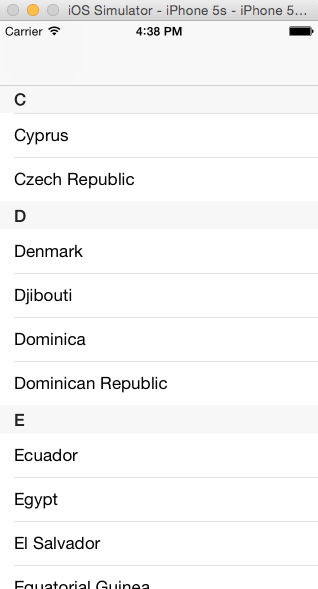 iOS Simulator - iPhone 5s - iPhone 5...
Carrier 4:38 PM
C
Cyprus
Czech Republic
D
Denmark
Djibouti
Dominica
Dominican Republic
E
Ecuador
Egypt
El Salvador
Equatorial Guinea